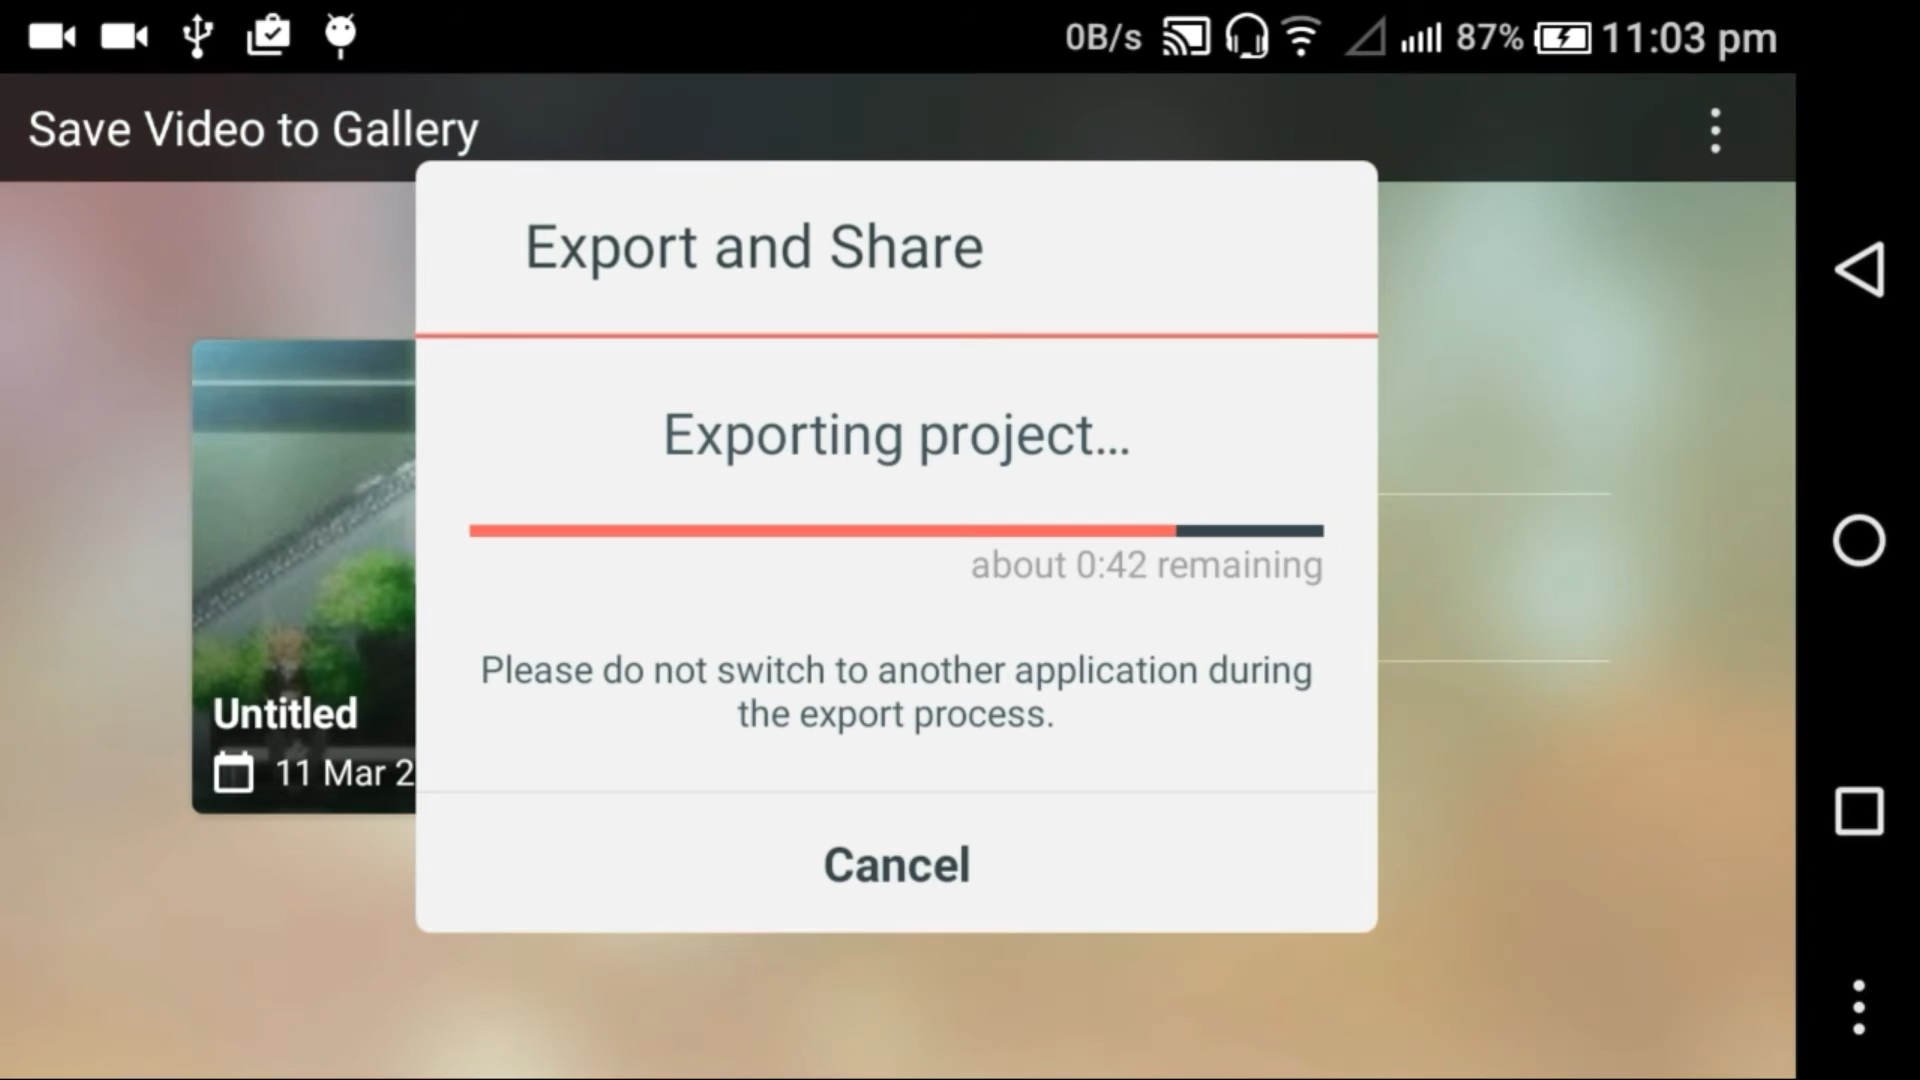 0B/s 87% 11:03 pm
Save Video to Gallery
Export and Share
Exporting project...
about 0:42 remaining
Please do not switch to another application during
the export process.
Untitled
11 Mar 2
Cancel